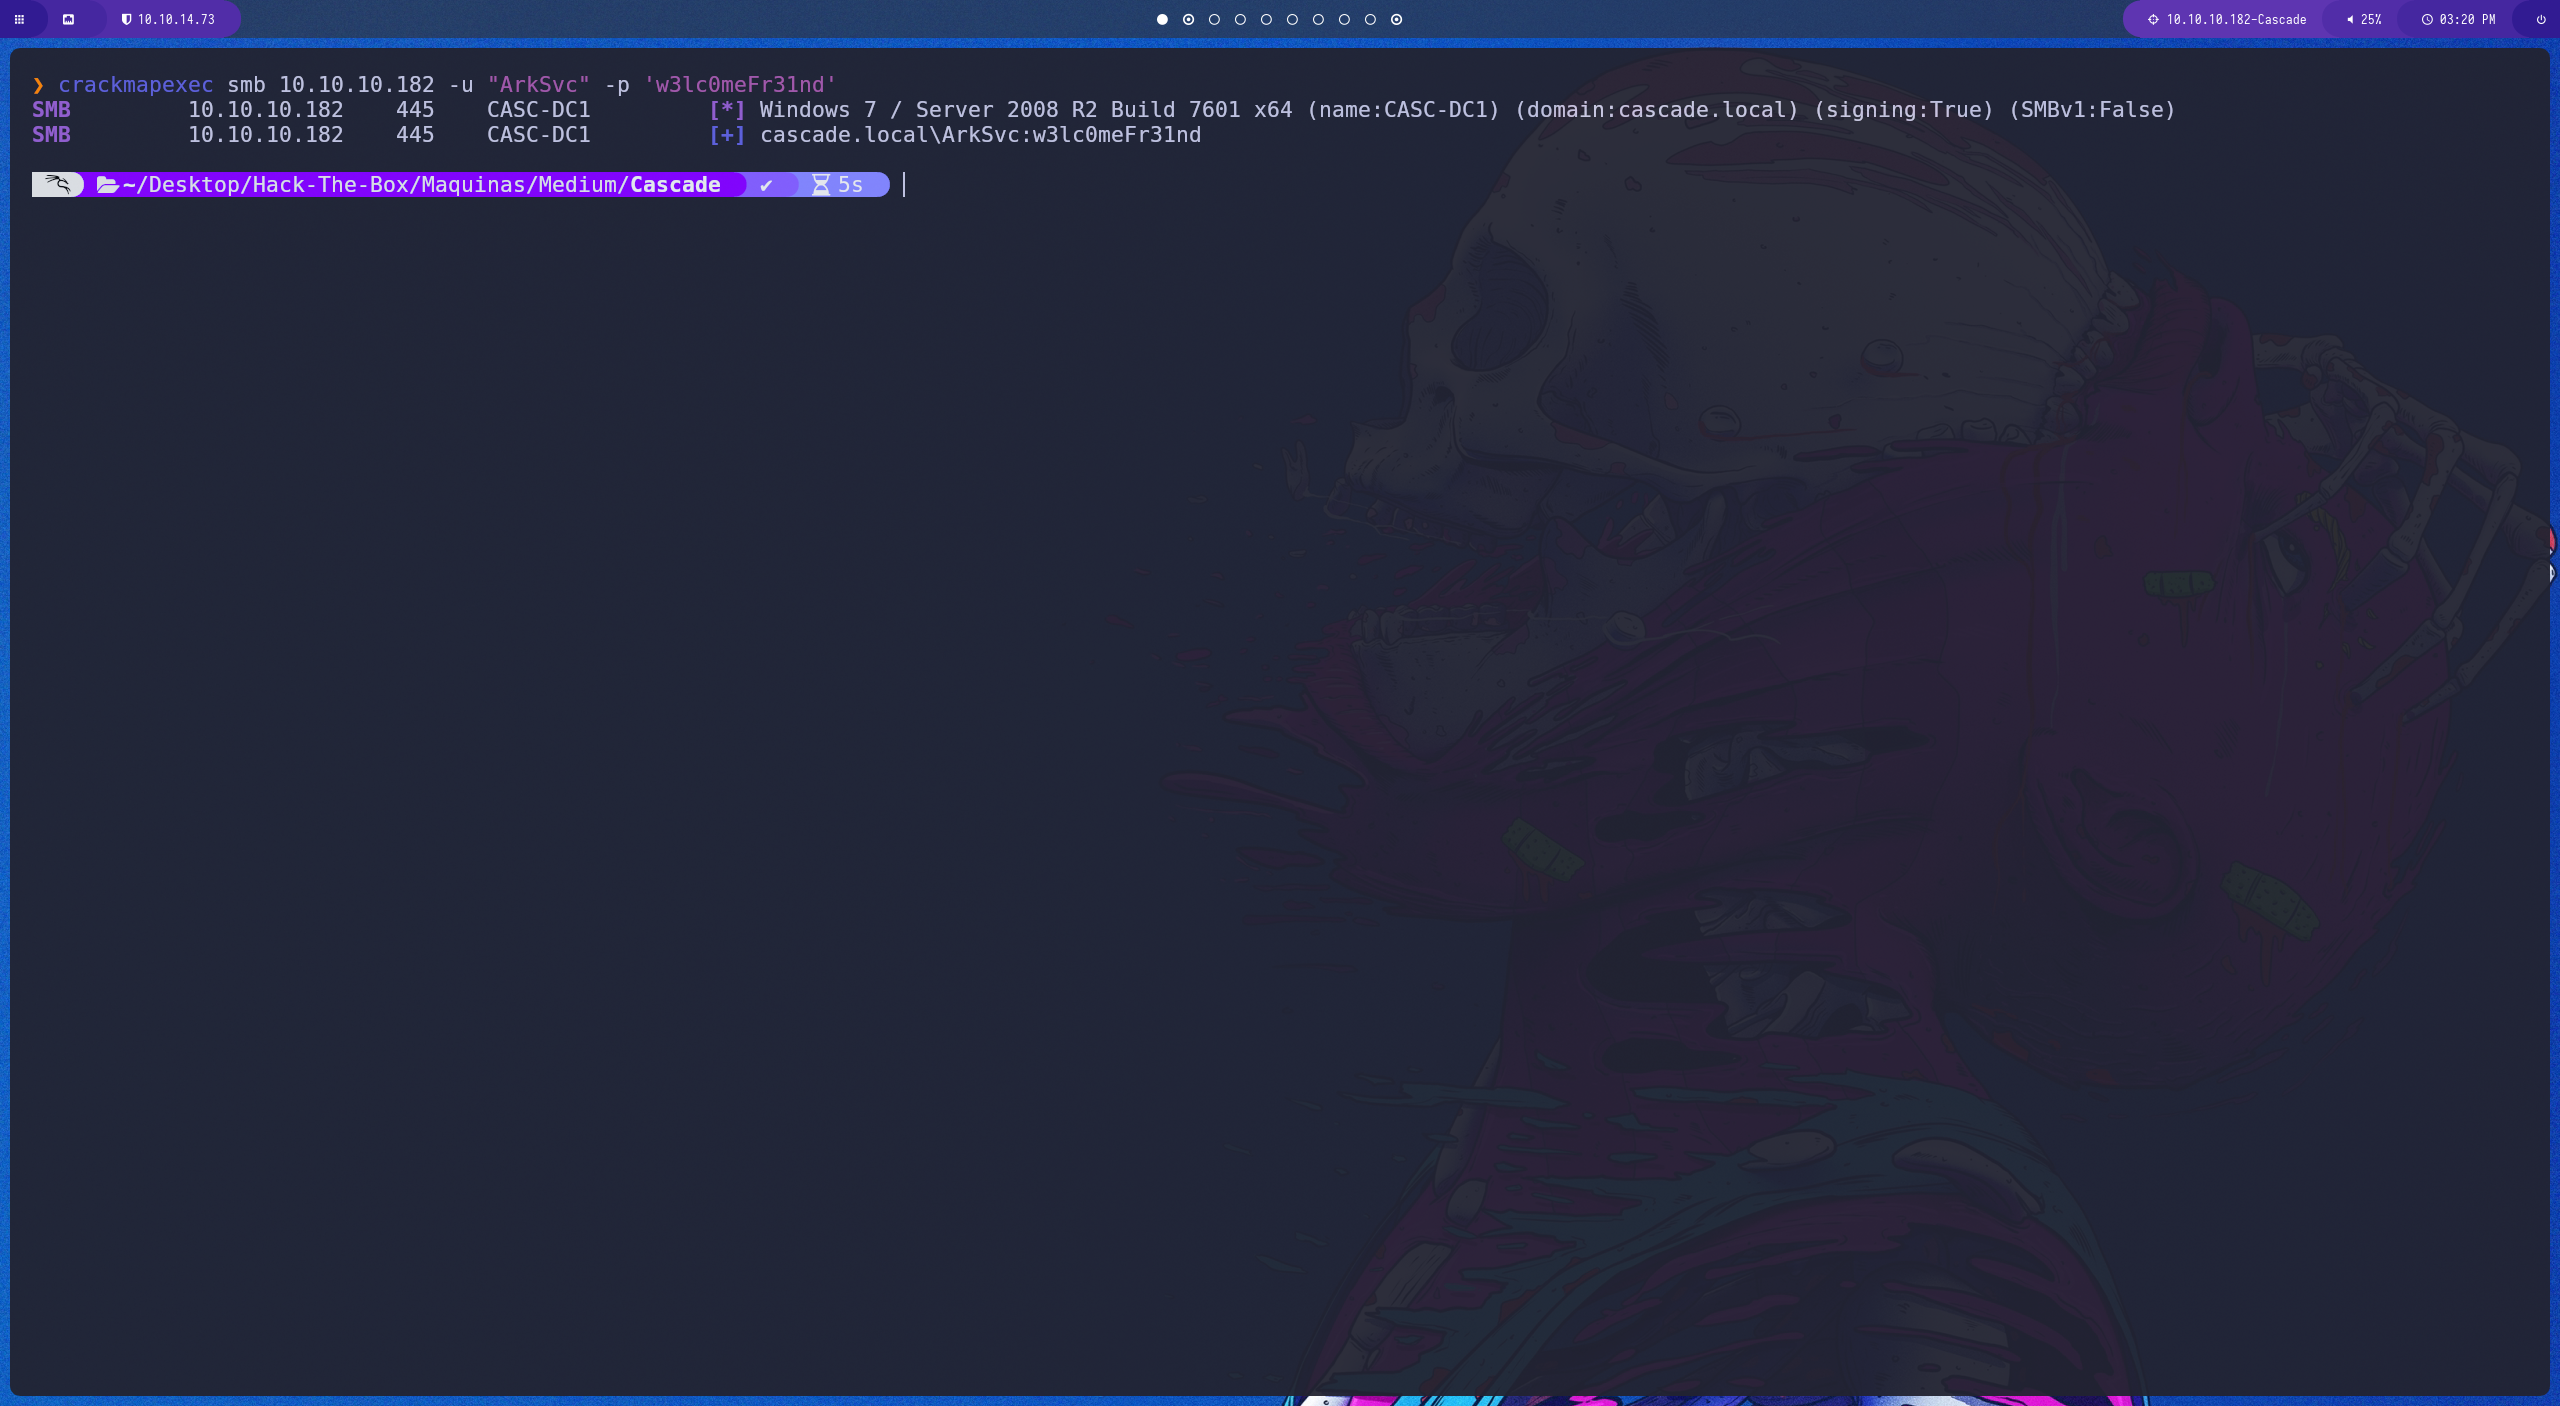 10.10.14.73 10.10.10.182-Cascade 25% 03:20 PM
❯ crackmapexec smb 10.10.10.182 -u "ArkSvc" -p 'w3lc0meFr31nd'
SMB         10.10.10.182    445    CASC-DC1         [*] Windows 7 / Server 2008 R2 Build 7601 x64 (name:CASC-DC1) (domain:cascade.local) (signing:True) (SMBv1:False)
SMB         10.10.10.182    445    CASC-DC1         [+] cascade.local\ArkSvc:w3lc0meFr31nd
~/Desktop/Hack-The-Box/Maquinas/Medium/Cascade ✔ 5s